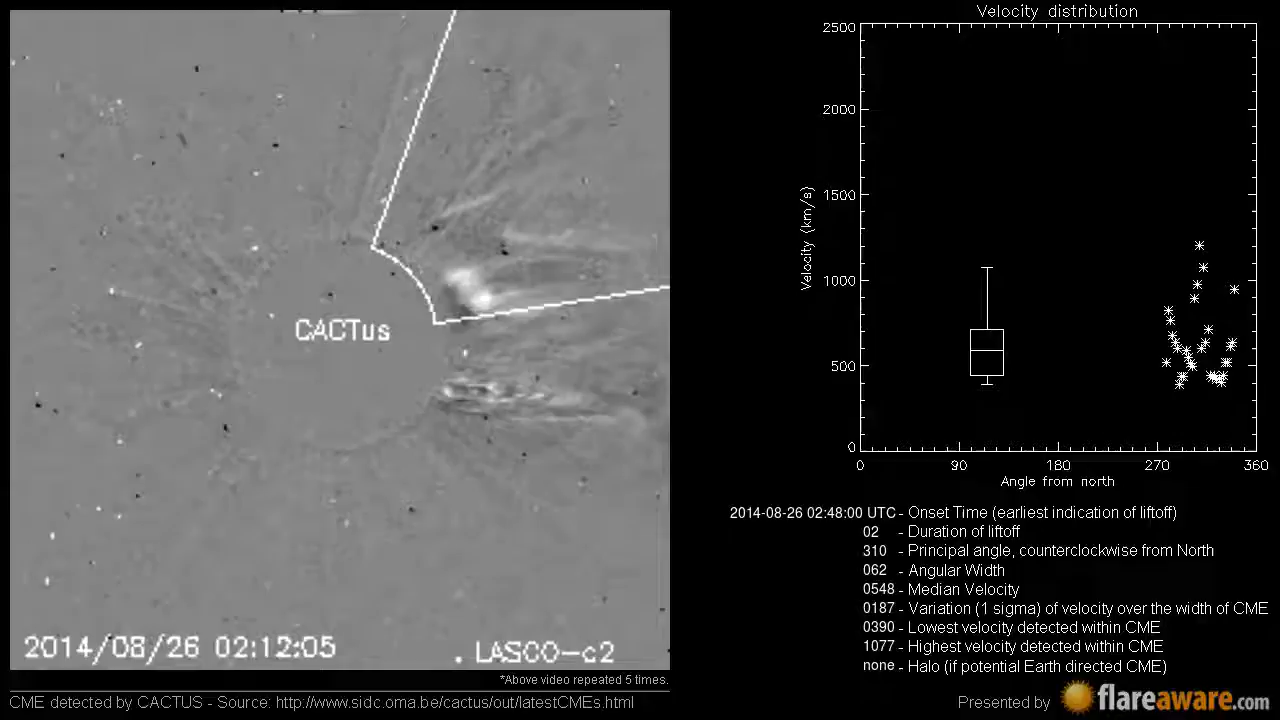 CACTus
2014/08/26 02:12:05
. LASCO-c2
*Above video repeated 5 times.
CME detected by CACTUS - Source: http://www.sidc.oma.be/cactus/out/latestCMEs.html
Velocity distribution
Velocity (km/s)
2500
2000
1500
1000
500
0
0 90 180 270 360
Angle from north
2014-08-26 02:48:00 UTC - Onset Time (earliest indication of liftoff)
02 - Duration of liftoff
310 - Principal angle, counterclockwise from North
062 - Angular Width
0548 - Median Velocity
0187 - Variation (1 sigma) of velocity over the width of CME
0390 - Lowest velocity detected within CME
1077 - Highest velocity detected within CME
none - Halo (if potential Earth directed CME)
Presented by flareaware.com